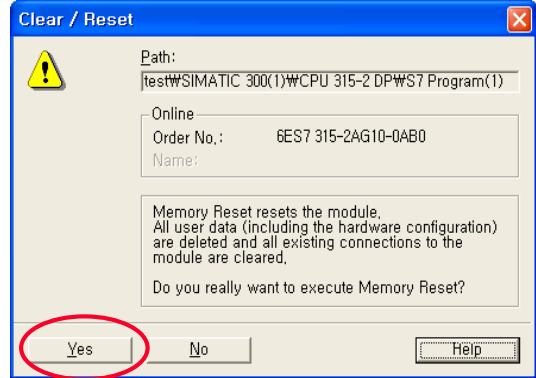 Clear / Reset
Path:
test₩SIMATIC 300(1)₩CPU 315-2 DP₩S7 Program(1)
Online
Order No.: 6ES7 315-2AG10-0AB0
Name:
Memory Reset resets the module.
All user data (including the hardware configuration)
are deleted and all existing connections to the
module are cleared.
Do you really want to execute Memory Reset?
Yes No Help